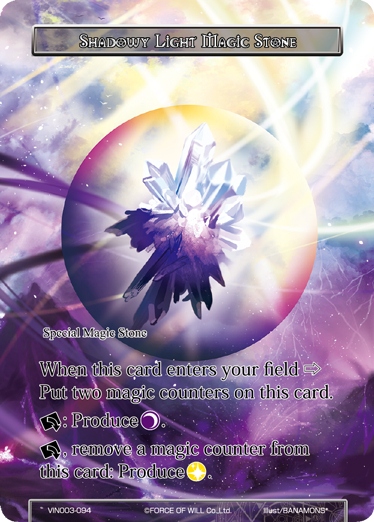 Shadowy Light Magic Stone
Special Magic Stone
When this card enters your field ⇨
Put two magic counters on this card.
: Produce .
, remove a magic counter from
this card: Produce .
* VIN003-094 ©FORCE OF WILL Co.,Ltd. Illust/BANAMONS*